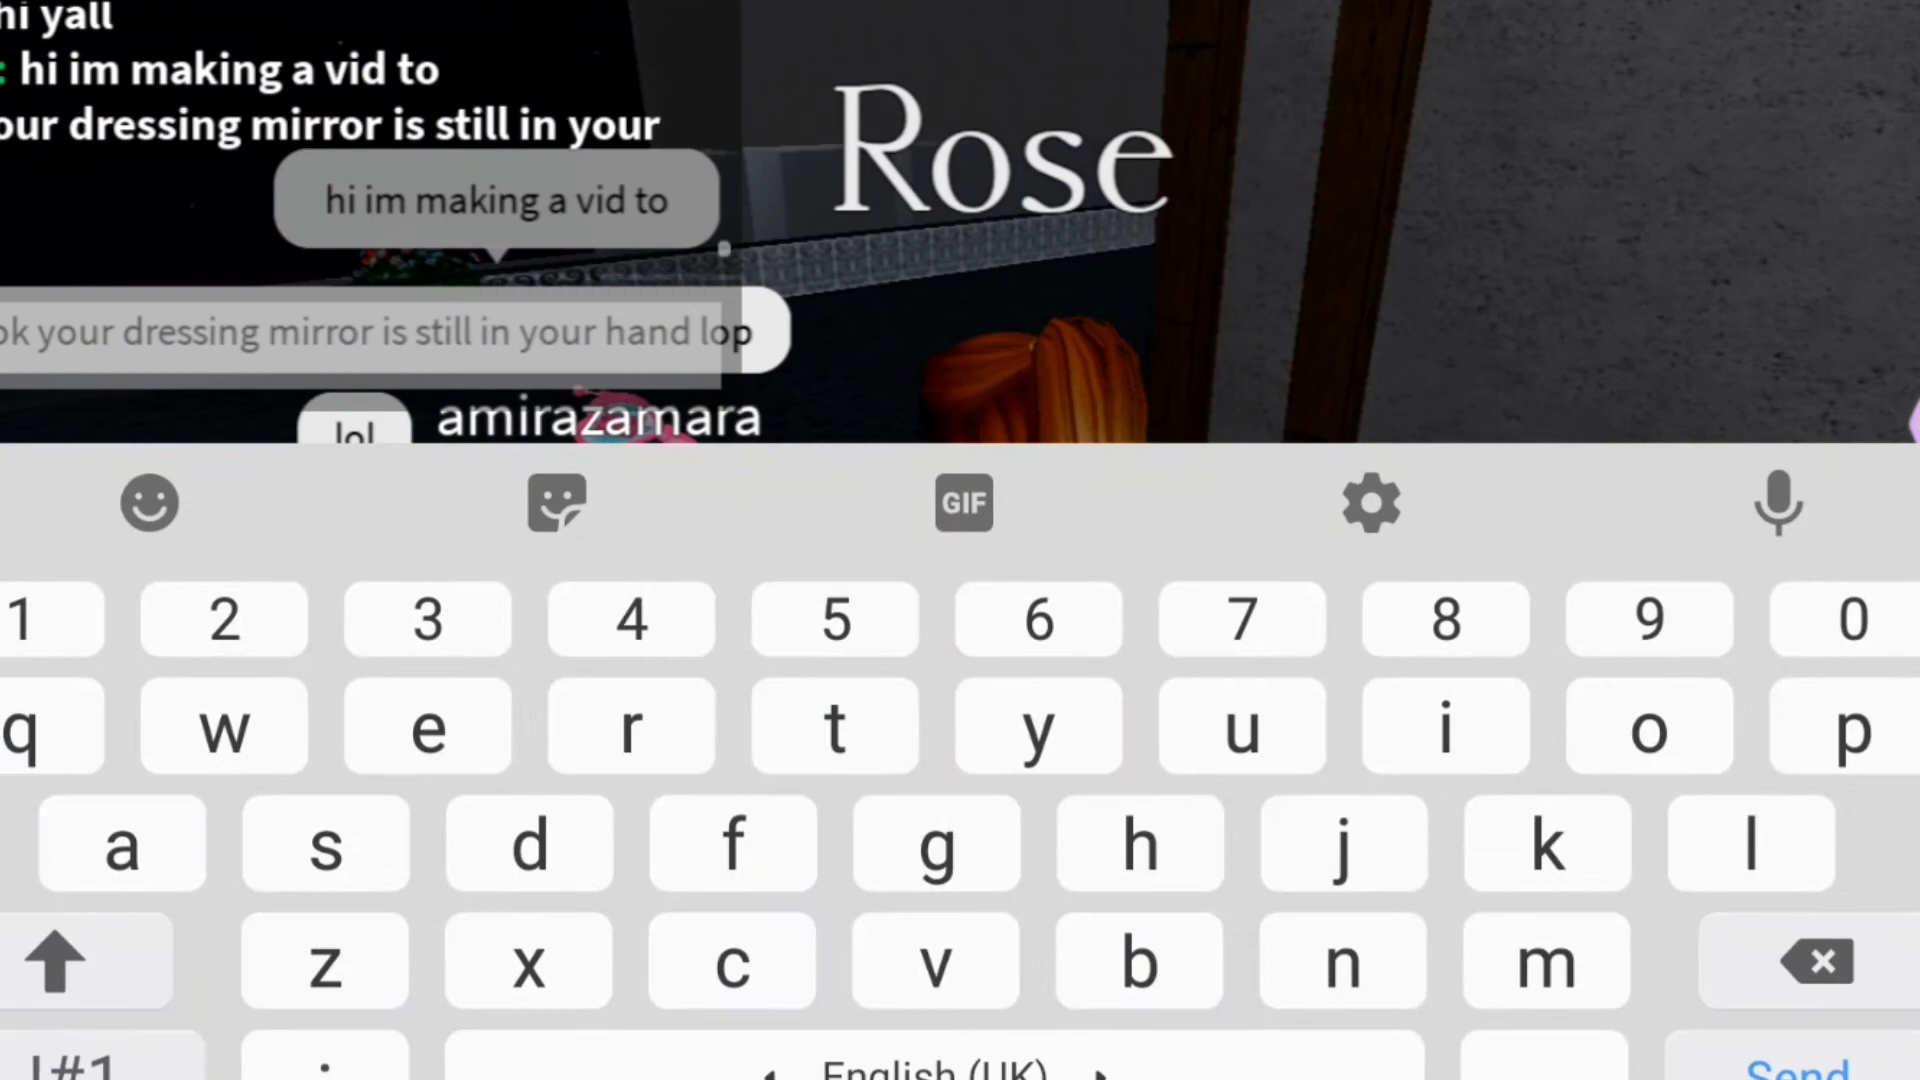 hi yall
: hi im making a vid to
our dressing mirror is still in your
Rose
hi im making a vid to
ok your dressing mirror is still in your hand lop
lol
amirazamara
GIF
1 2 3 4 5 6 7 8 9 0
q w e r t y u i o p
a s d f g h j k l
z x c v b n m
!#1 English (UK) Send